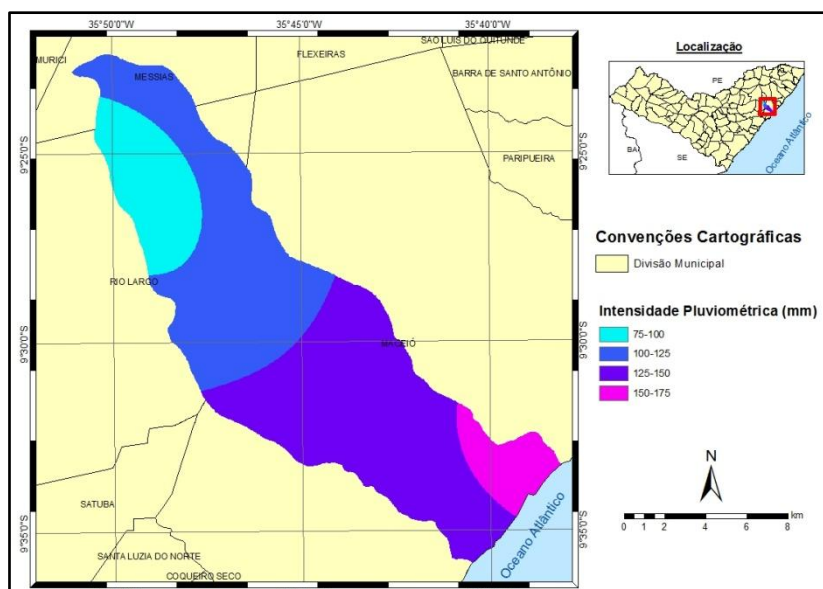 35°50'0"W
35°45'0"W
35°40'0"W
SAO LUIS DO QUITUNDE
FLEXEIRAS
MURICI
MESSIAS
BARRA DE SANTO ANTÔNIO
9°25'0"S
9°25'0"S
PARIPUEIRA
RIO LARGO
9°30'0"S
MACEIÓ
9°30'0"S
SATUBA
9°35'0"S
9°35'0"S
SANTA LUZIA DO NORTE
COQUEIRO SECO
Oceano Atlântico
Localização
PE
BA
SE
Oceano Atlântico
Convenções Cartográficas
Divisão Municipal
Intensidade Pluviométrica (mm)
75-100
100-125
125-150
150-175
N
0 1 2 4 6 8 km